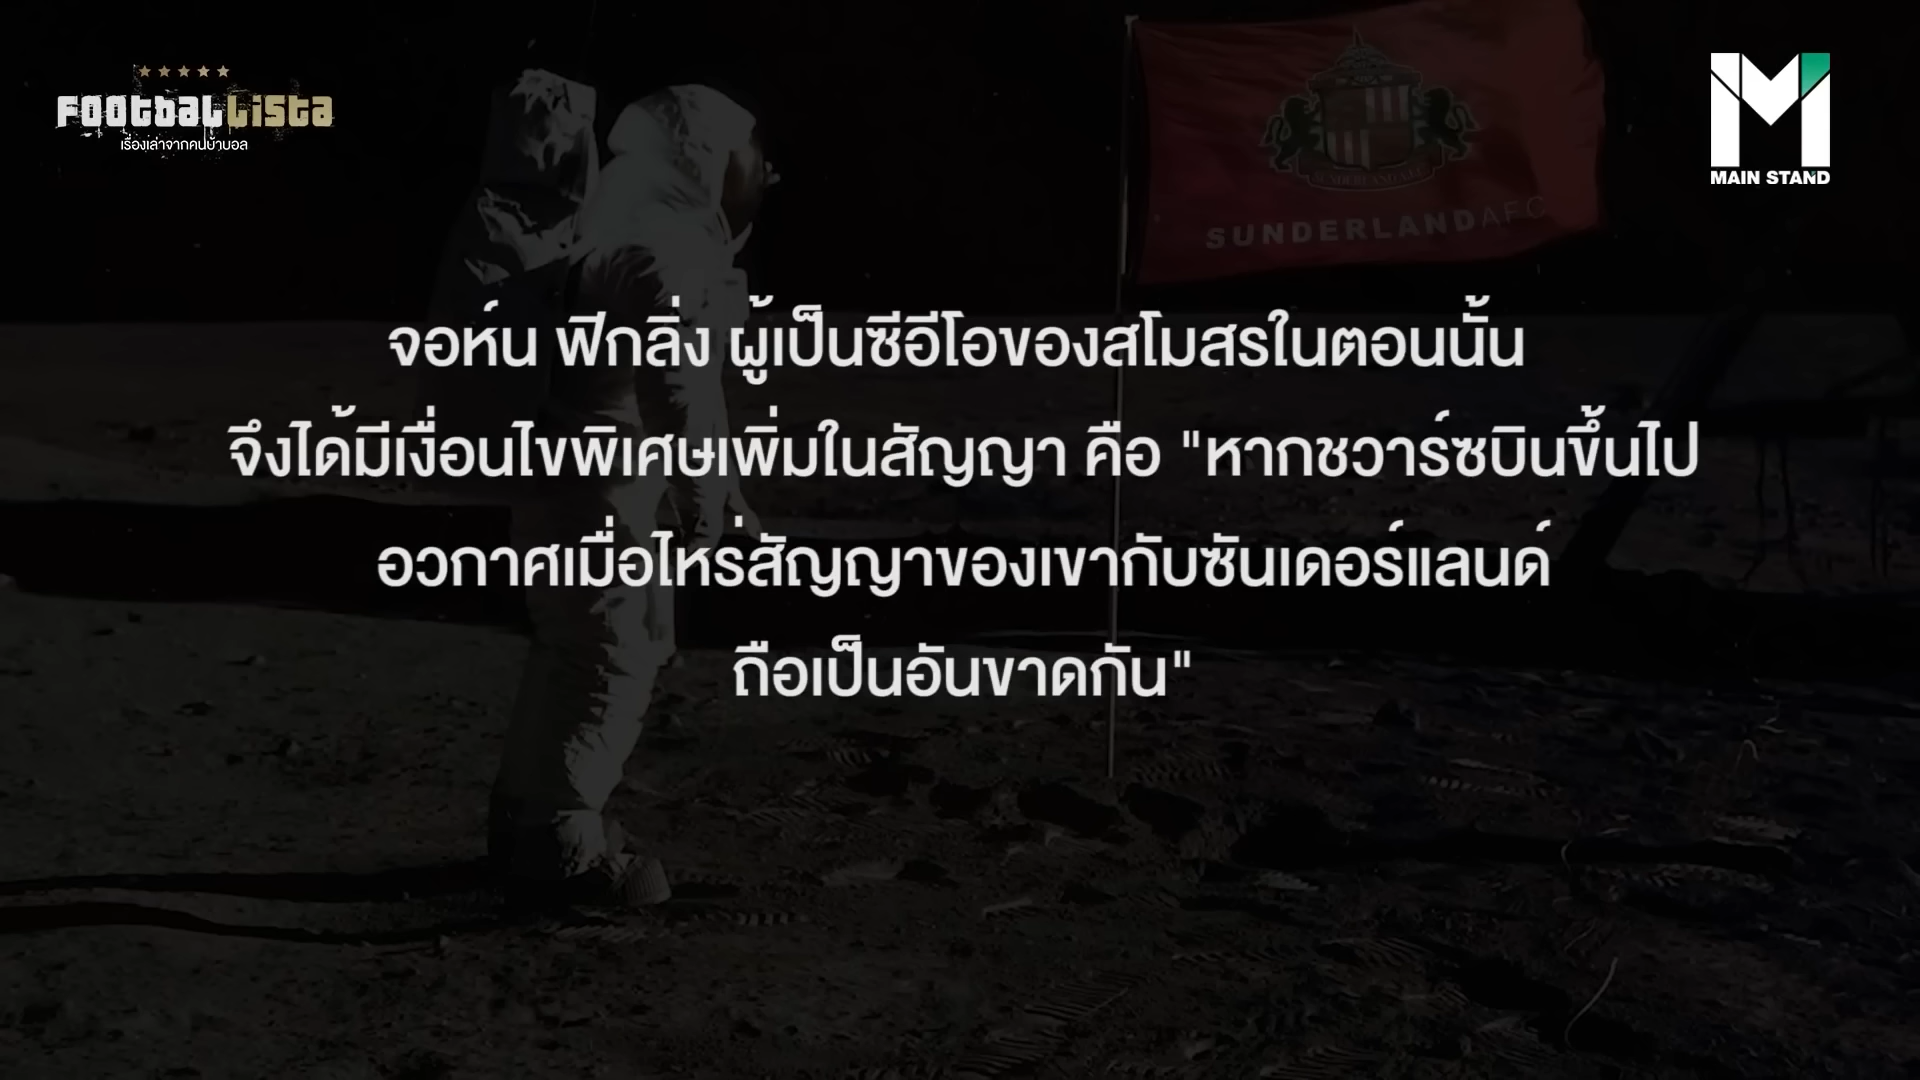 FOOtbaLLiSta
เรื่องเล่าจากคนบ้าบอล
MAIN STAND
SUNDERLANDAFC
จอห์น ฟิกลิ่ง ผู้เป็นซีอีโอของสโมสรในตอนนั้น
จึงได้มีเงื่อนไขพิเศษเพิ่มในสัญญา คือ "หากชวาร์ซบินขึ้นไป
อวกาศเมื่อไหร่สัญญาของเขากับซันเดอร์แลนด์
ถือเป็นอันขาดกัน"